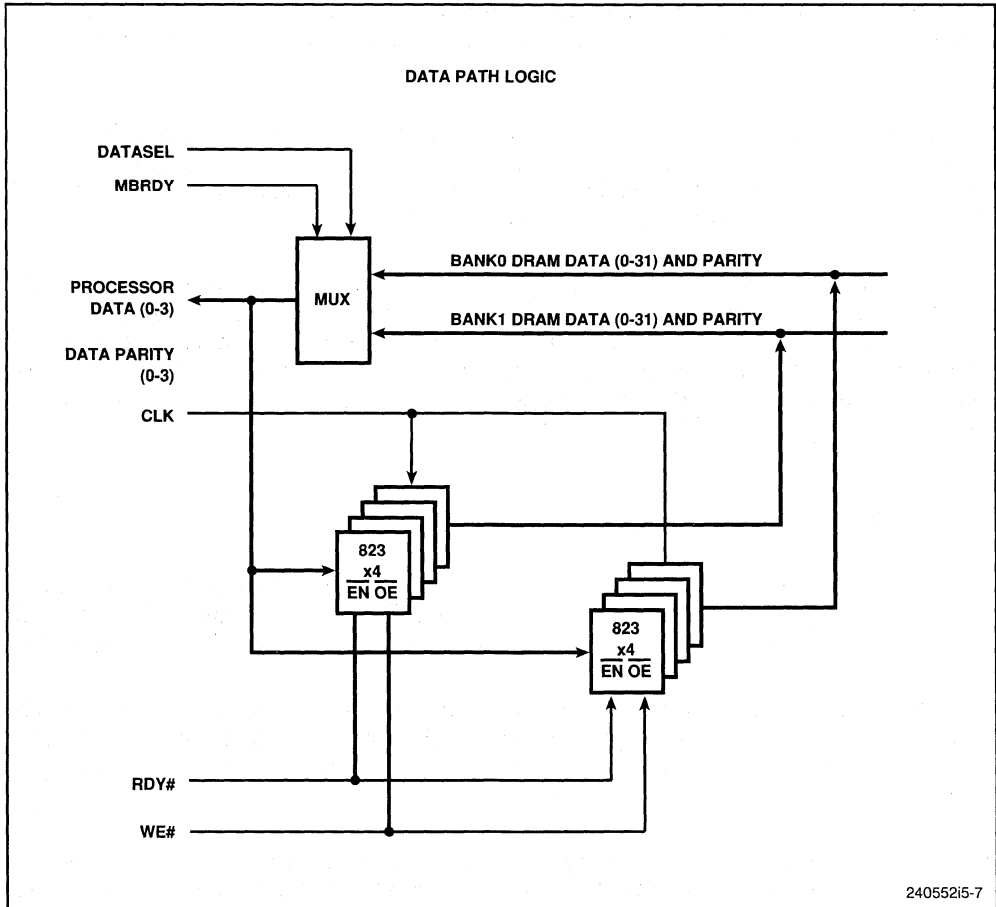 DATA PATH LOGIC
DATASEL
MBRDY
BANK0 DRAM DATA (0-31) AND PARITY
PROCESSOR
DATA (0-3)
MUX
BANK1 DRAM DATA (0-31) AND PARITY
DATA PARITY
(0-3)
CLK
823
x4
EN OE
823
x4
EN OE
RDY#
WE#
240552i5-7